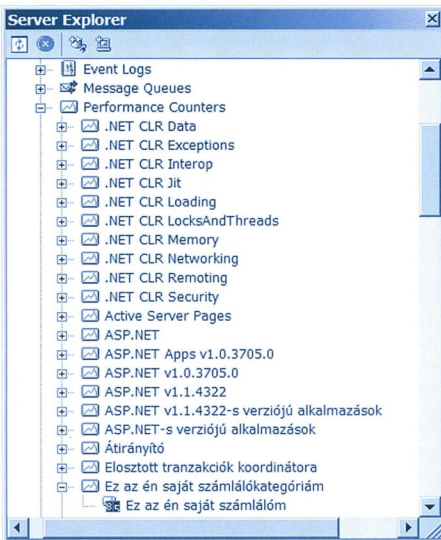 Server Explorer
Event Logs
Message Queues
Performance Counters
.NET CLR Data
.NET CLR Exceptions
.NET CLR Interop
.NET CLR Jit
.NET CLR Loading
.NET CLR LocksAndThreads
.NET CLR Memory
.NET CLR Networking
.NET CLR Remoting
.NET CLR Security
Active Server Pages
ASP.NET
ASP.NET Apps v1.0.3705.0
ASP.NET v1.0.3705.0
ASP.NET v1.1.4322
ASP.NET v1.1.4322-s verziójú alkalmazások
ASP.NET-s verziójú alkalmazások
Átirányító
Elosztott tranzakciók koordinátora
Ez az én saját számlálókategóriám
Ez az én saját számlálóm